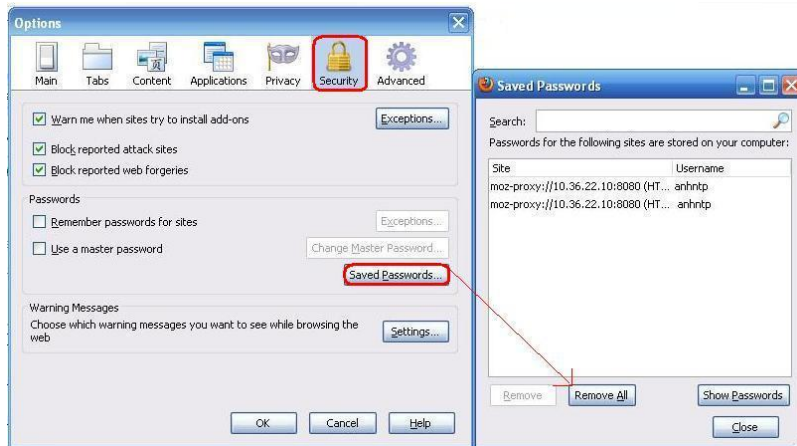 Options
Main Tabs Content Applications Privacy Security Advanced
Warn me when sites try to install add-ons
Exceptions...
Block reported attack sites
Block reported web forgeries
Passwords
Remember passwords for sites
Exceptions...
Use a master password
Change Master Password...
Saved Passwords...
Warning Messages
Choose which warning messages you want to see while browsing the
web
Settings...
OK Cancel Help
Saved Passwords
Search:
Passwords for the following sites are stored on your computer:
Site Username
moz-proxy://10.36.22.10:8080 (HT... anhntp
moz-proxy://10.36.22.10:8080 (HT... anhntp
Remove Remove All Show Passwords
Close